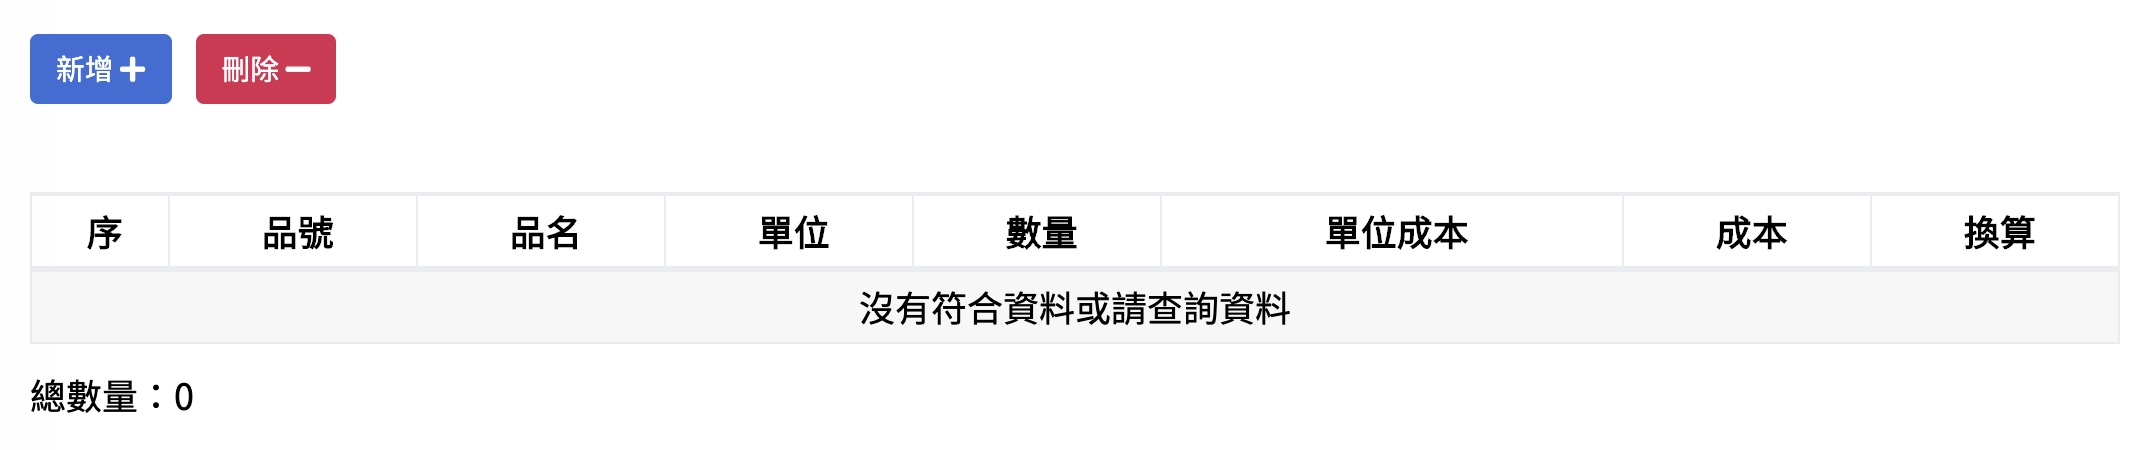 新增 刪除
序 品號 品名 單位 數量 單位成本 成本 換算
沒有符合資料或請查詢資料
總數量：0